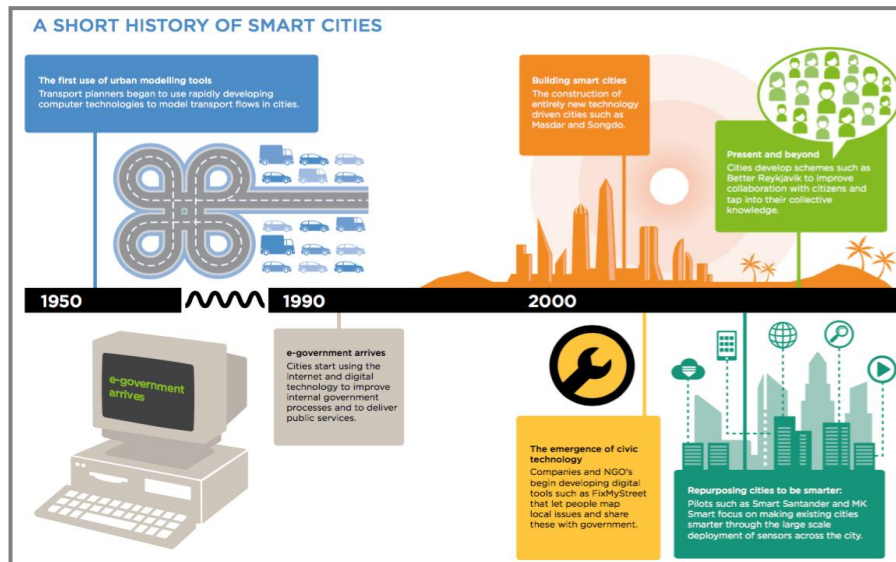 A SHORT HISTORY OF SMART CITIES
The first use of urban modelling tools
Transport planners began to use rapidly developing
computer technologies to model transport flows in cities.
Building smart cities
The construction of
entirely new technology
driven cities such as
Masdar and Songdo.
Present and beyond
Cities develop schemes such as
Better Reykjavik to improve
collaboration with citizens and
tap into their collective
knowledge.
1950
1990
2000
e-government
arrives
e-government arrives
Cities start using the
internet and digital
technology to improve
internal government
processes and to deliver
public services.
The emergence of civic
technology
Companies and NGO's
begin developing digital
tools such as FixMyStreet
that let people map
local issues and share
these with government.
Repurposing cities to be smarter:
Pilots such as Smart Santander and MK
Smart focus on making existing cities
smarter through the large scale
deployment of sensors across the city.